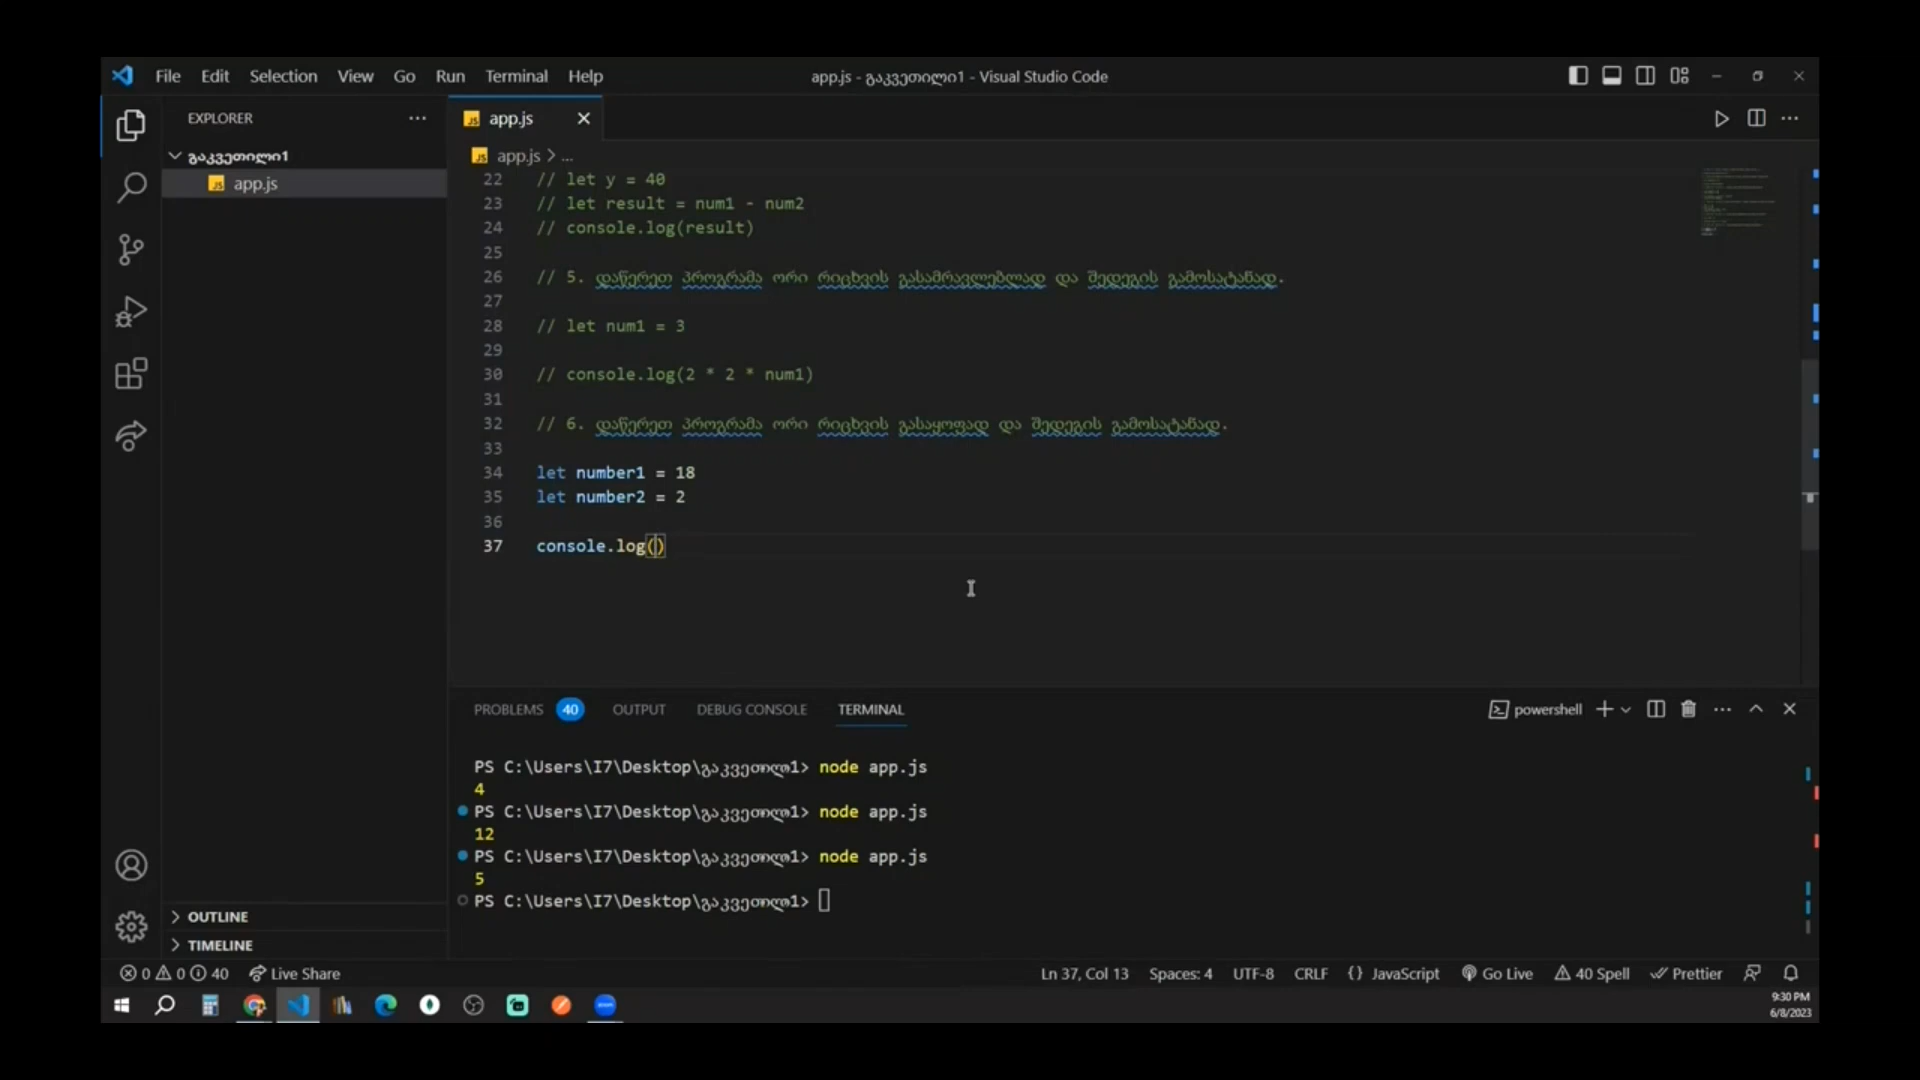 File Edit Selection View Go Run Terminal Help
app.js - გაკვეთილი1 - Visual Studio Code
EXPLORER
გაკვეთილი1
app.js
app.js
app.js > ...
22 // let y = 40
23 // let result = num1 - num2
24 // console.log(result)
25
26 // 5. დაწერეთ პროგრამა ორი რიცხვის გასამრავლებლად და შედეგის გამოსატანად.
27
28 // let num1 = 3
29
30 // console.log(2 * 2 * num1)
31
32 // 6. დაწერეთ პროგრამა ორი რიცხვის გასაყოფად და შედეგის გამოსატანად.
33
34 let number1 = 18
35 let number2 = 2
36
37 console.log()
PROBLEMS 40 OUTPUT DEBUG CONSOLE TERMINAL
powershell
PS C:\Users\I7\Desktop\გაკვეთილი1> node app.js
4
PS C:\Users\I7\Desktop\გაკვეთილი1> node app.js
12
PS C:\Users\I7\Desktop\გაკვეთილი1> node app.js
5
PS C:\Users\I7\Desktop\გაკვეთილი1>
OUTLINE
TIMELINE
0 0 40 Live Share
Ln 37, Col 13 Spaces: 4 UTF-8 CRLF {} JavaScript Go Live 40 Spell Prettier
9:30 PM
6/8/2023